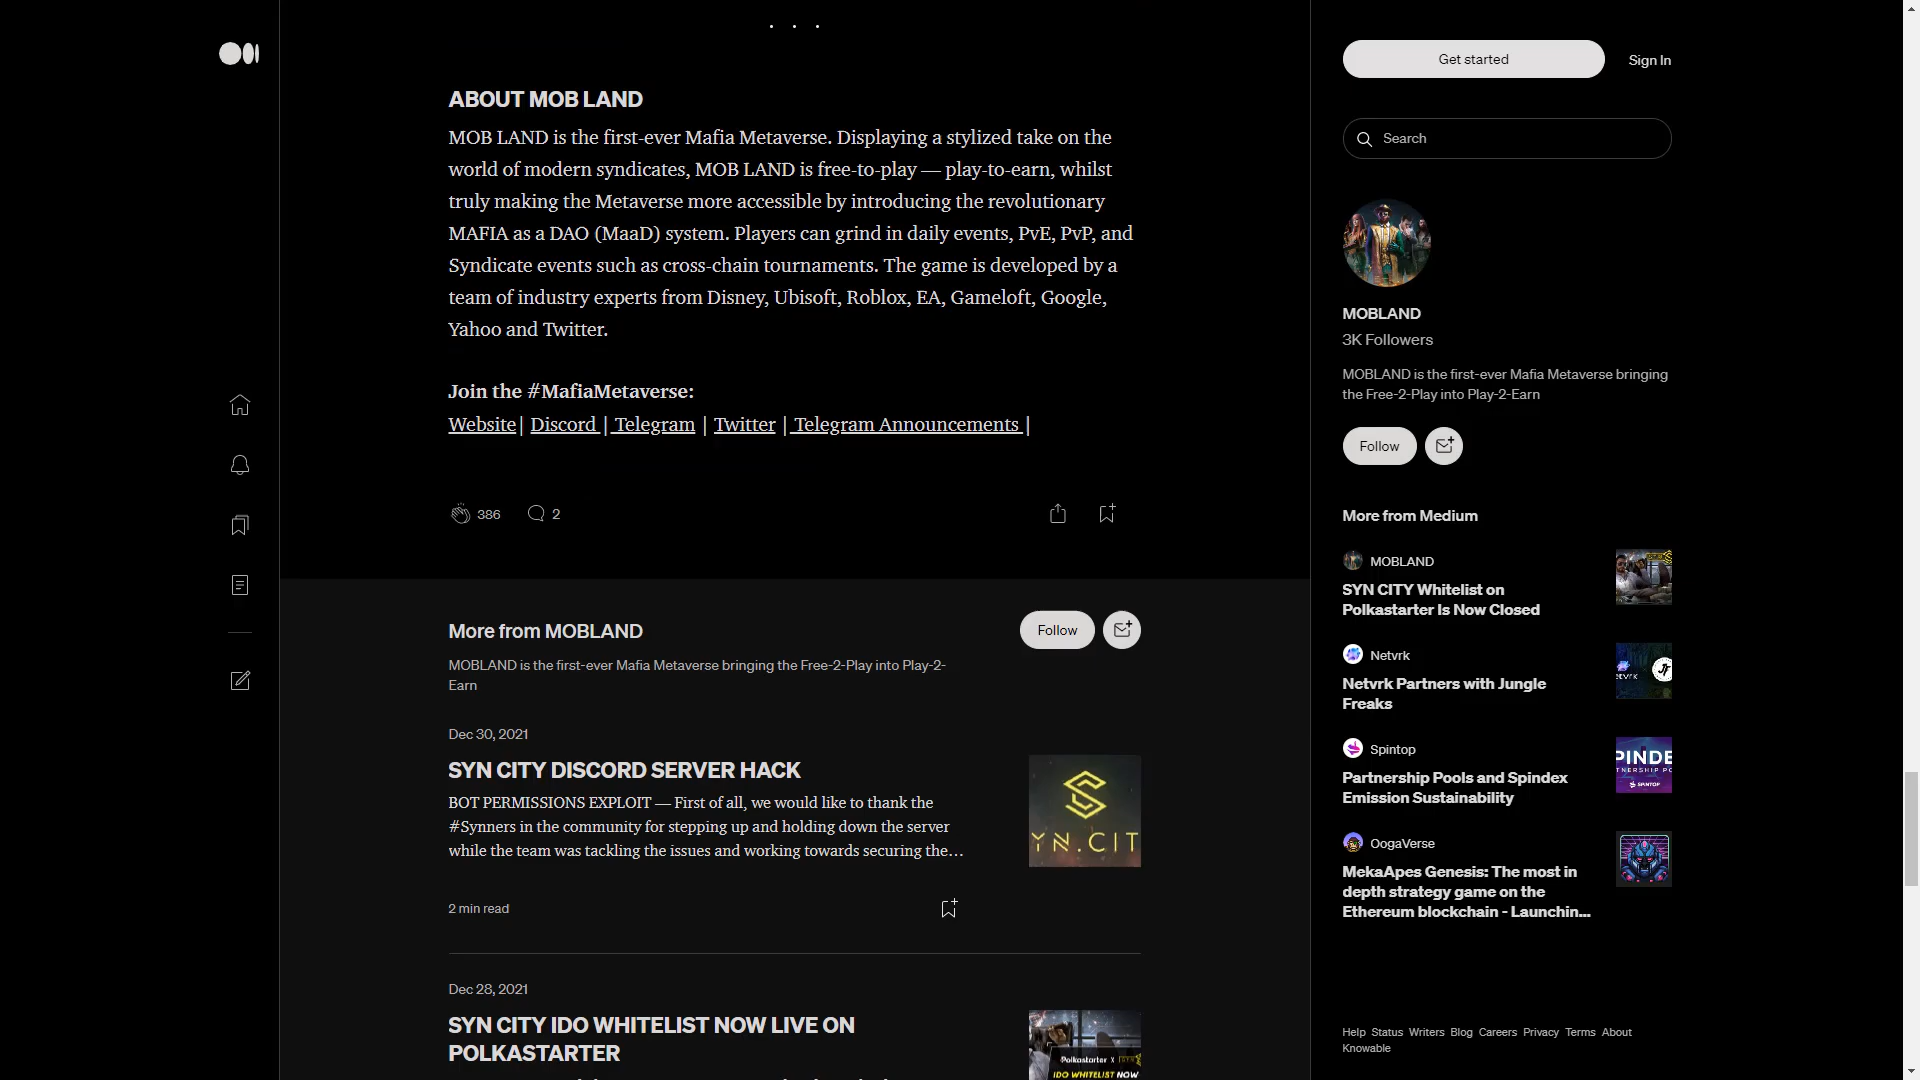 ABOUT MOB LAND
MOB LAND is the first-ever Mafia Metaverse. Displaying a stylized take on the
world of modern syndicates, MOB LAND is free-to-play — play-to-earn, whilst
truly making the Metaverse more accessible by introducing the revolutionary
MAFIA as a DAO (MaaD) system. Players can grind in daily events, PvE, PvP, and
Syndicate events such as cross-chain tournaments. The game is developed by a
team of industry experts from Disney, Ubisoft, Roblox, EA, Gameloft, Google,
Yahoo and Twitter.
Join the #MafiaMetaverse:
Website| Discord | Telegram | Twitter | Telegram Announcements |
386 2
More from MOBLAND
Follow
MOBLAND is the first-ever Mafia Metaverse bringing the Free-2-Play into Play-2-
Earn
Dec 30, 2021
SYN CITY DISCORD SERVER HACK
BOT PERMISSIONS EXPLOIT — First of all, we would like to thank the
#Synners in the community for stepping up and holding down the server
while the team was tackling the issues and working towards securing the…
YN.CIT
2 min read
Dec 28, 2021
SYN CITY IDO WHITELIST NOW LIVE ON
POLKASTARTER
Polkastarter X
IDO WHITELIST NOW
Get started
Sign In
Search
MOBLAND
3K Followers
MOBLAND is the first-ever Mafia Metaverse bringing
the Free-2-Play into Play-2-Earn
Follow
More from Medium
MOBLAND
SYN CITY Whitelist on
Polkastarter Is Now Closed
Netvrk
Netvrk Partners with Jungle
Freaks
Spintop
Partnership Pools and Spindex
Emission Sustainability
PINDE
TNERSHIP PO
SPINTOP
OogaVerse
MekaApes Genesis: The most in
depth strategy game on the
Ethereum blockchain - Launchin...
Help Status Writers Blog Careers Privacy Terms About
Knowable